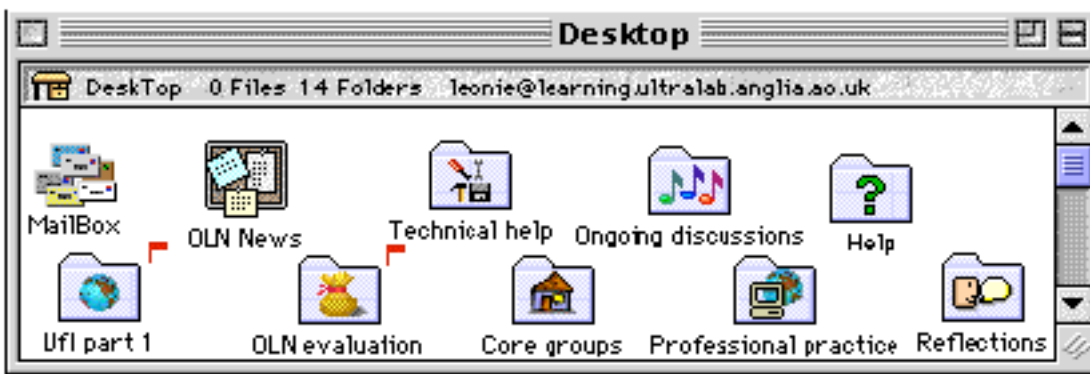 Desktop
DeskTop 0 Files 14 Folders leonie@learning.ultralab.anglia.ac.uk
MailBox
OLN News
Technical help
Ongoing discussions
Help
Ufl part 1
OLN evaluation
Core groups
Professional practice
Reflections